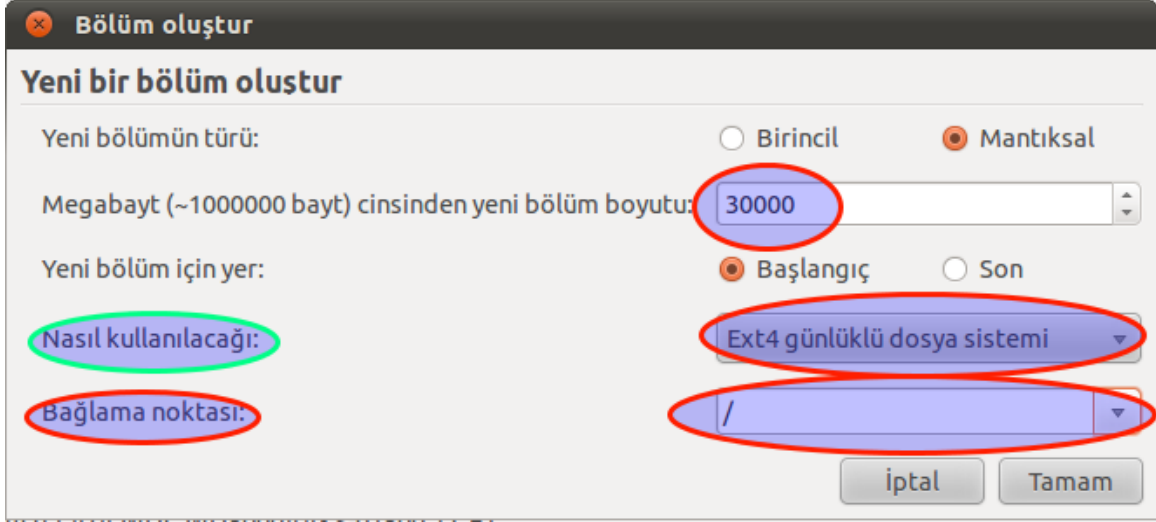 Bölüm oluştur
Yeni bir bölüm oluştur
Yeni bölümün türü: Birincil Mantıksal
Megabayt (~1000000 bayt) cinsinden yeni bölüm boyutu: 30000
Yeni bölüm için yer: Başlangıç Son
Nasıl kullanılacağı: Ext4 günlüklü dosya sistemi
Bağlama noktası: /
İptal Tamam